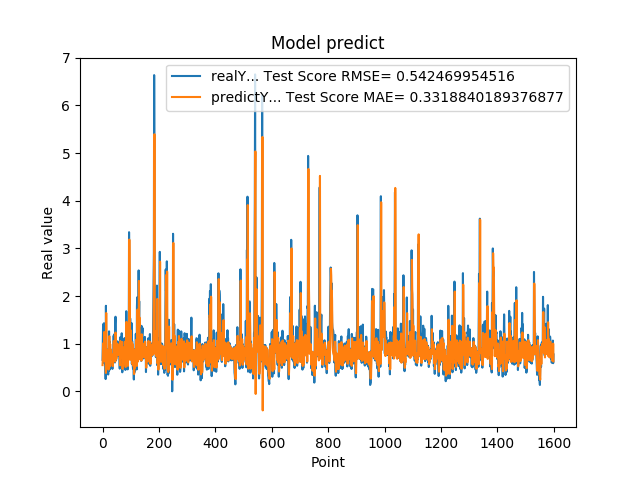 Model predict
realY... Test Score RMSE= 0.542469954516
predictY... Test Score MAE= 0.3318840189376877
7
6
5
4
3
2
1
0
Real value
0 200 400 600 800 1000 1200 1400 1600
Point